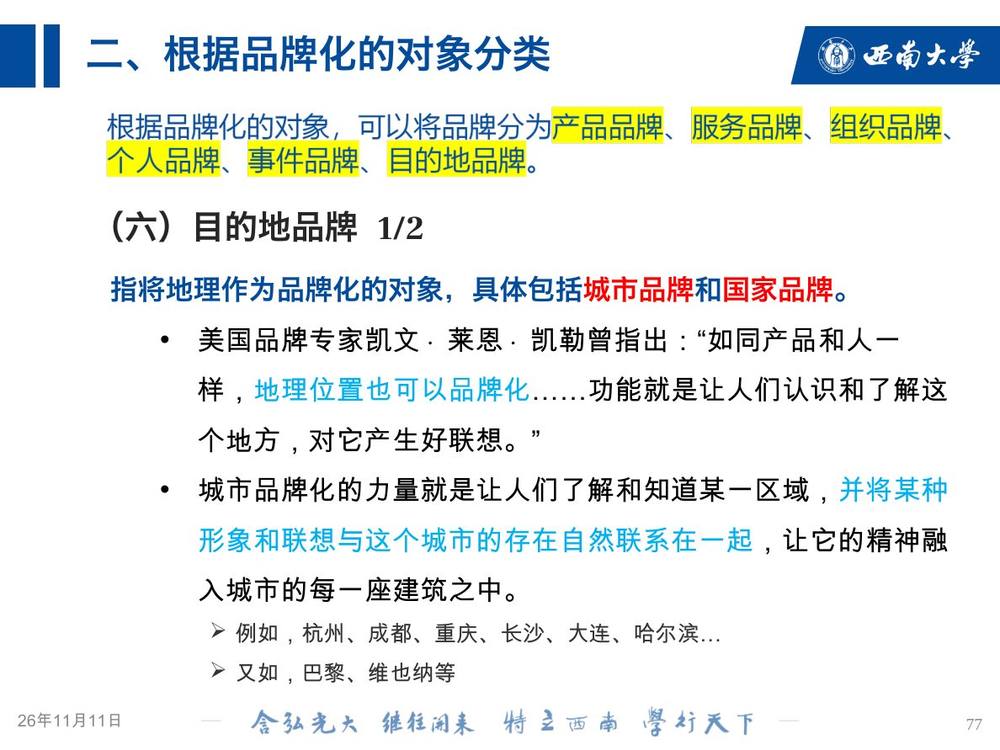 二、根据品牌化的对象分类
西南大学
根据品牌化的对象，可以将品牌分为产品品牌、服务品牌、组织品牌、
个人品牌、事件品牌、目的地品牌。
（六）目的地品牌 1/2
指将地理作为品牌化的对象，具体包括城市品牌和国家品牌。
• 美国品牌专家凯文· 莱恩· 凯勒曾指出：“如同产品和人一
样，地理位置也可以品牌化……功能就是让人们认识和了解这
个地方，对它产生好联想。”
• 城市品牌化的力量就是让人们了解和知道某一区域，并将某种
形象和联想与这个城市的存在自然联系在一起，让它的精神融
入城市的每一座建筑之中。
➢ 例如，杭州、成都、重庆、长沙、大连、哈尔滨…
➢ 又如，巴黎、维也纳等
26年11月11日
含弘光大 继往开来 特立西南 學行天下
77